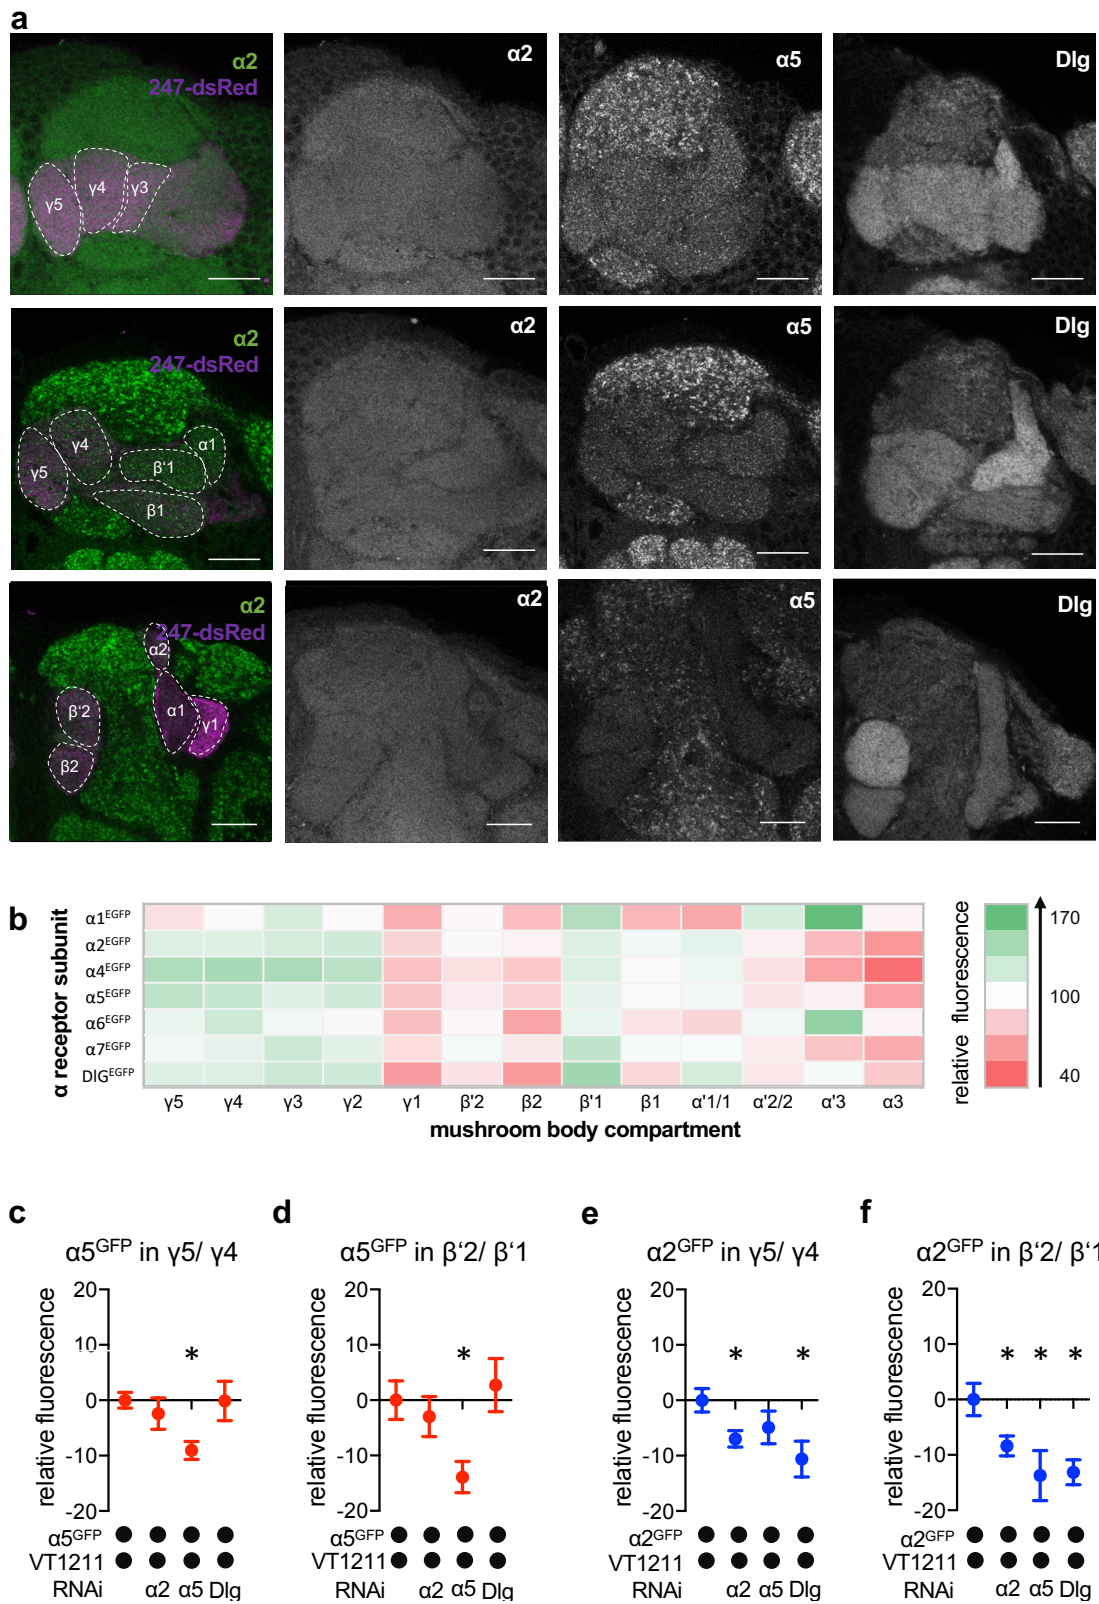 a
α2
247-dsRed
γ5
γ4
γ3
α2
α5
Dlg
α2
247-dsRed
γ5
γ4
β'1
α1
β1
α2
α5
Dlg
α2
247-dsRed
α2
α1
γ1
β'2
β2
α2
α5
Dlg
b
α receptor subunit
α1EGFP
α2EGFP
α4EGFP
α5EGFP
α6EGFP
α7EGFP
DlGEGFP
γ5 γ4 γ3 γ2 γ1 β'2 β2 β'1 β1 α'1/1 α'2/2 α'3 α3
mushroom body compartment
relative fluorescence
170
100
40
c
α5GFP in γ5/ γ4
relative fluorescence
20
10
0
-10
-20
*
α5GFP
VT1211
RNAi α2 α5 Dlg
d
α5GFP in β‘2/ β‘1
relative fluorescence
20
10
0
-10
-20
*
α5GFP
VT1211
RNAi α2 α5 Dlg
e
α2GFP in γ5/ γ4
relative fluorescence
20
10
0
-10
-20
* *
α2GFP
VT1211
RNAi α2 α5 Dlg
f
α2GFP in β‘2/ β‘1
relative fluorescence
20
10
0
-10
-20
* * *
α2GFP
VT1211
RNAi α2 α5 Dlg